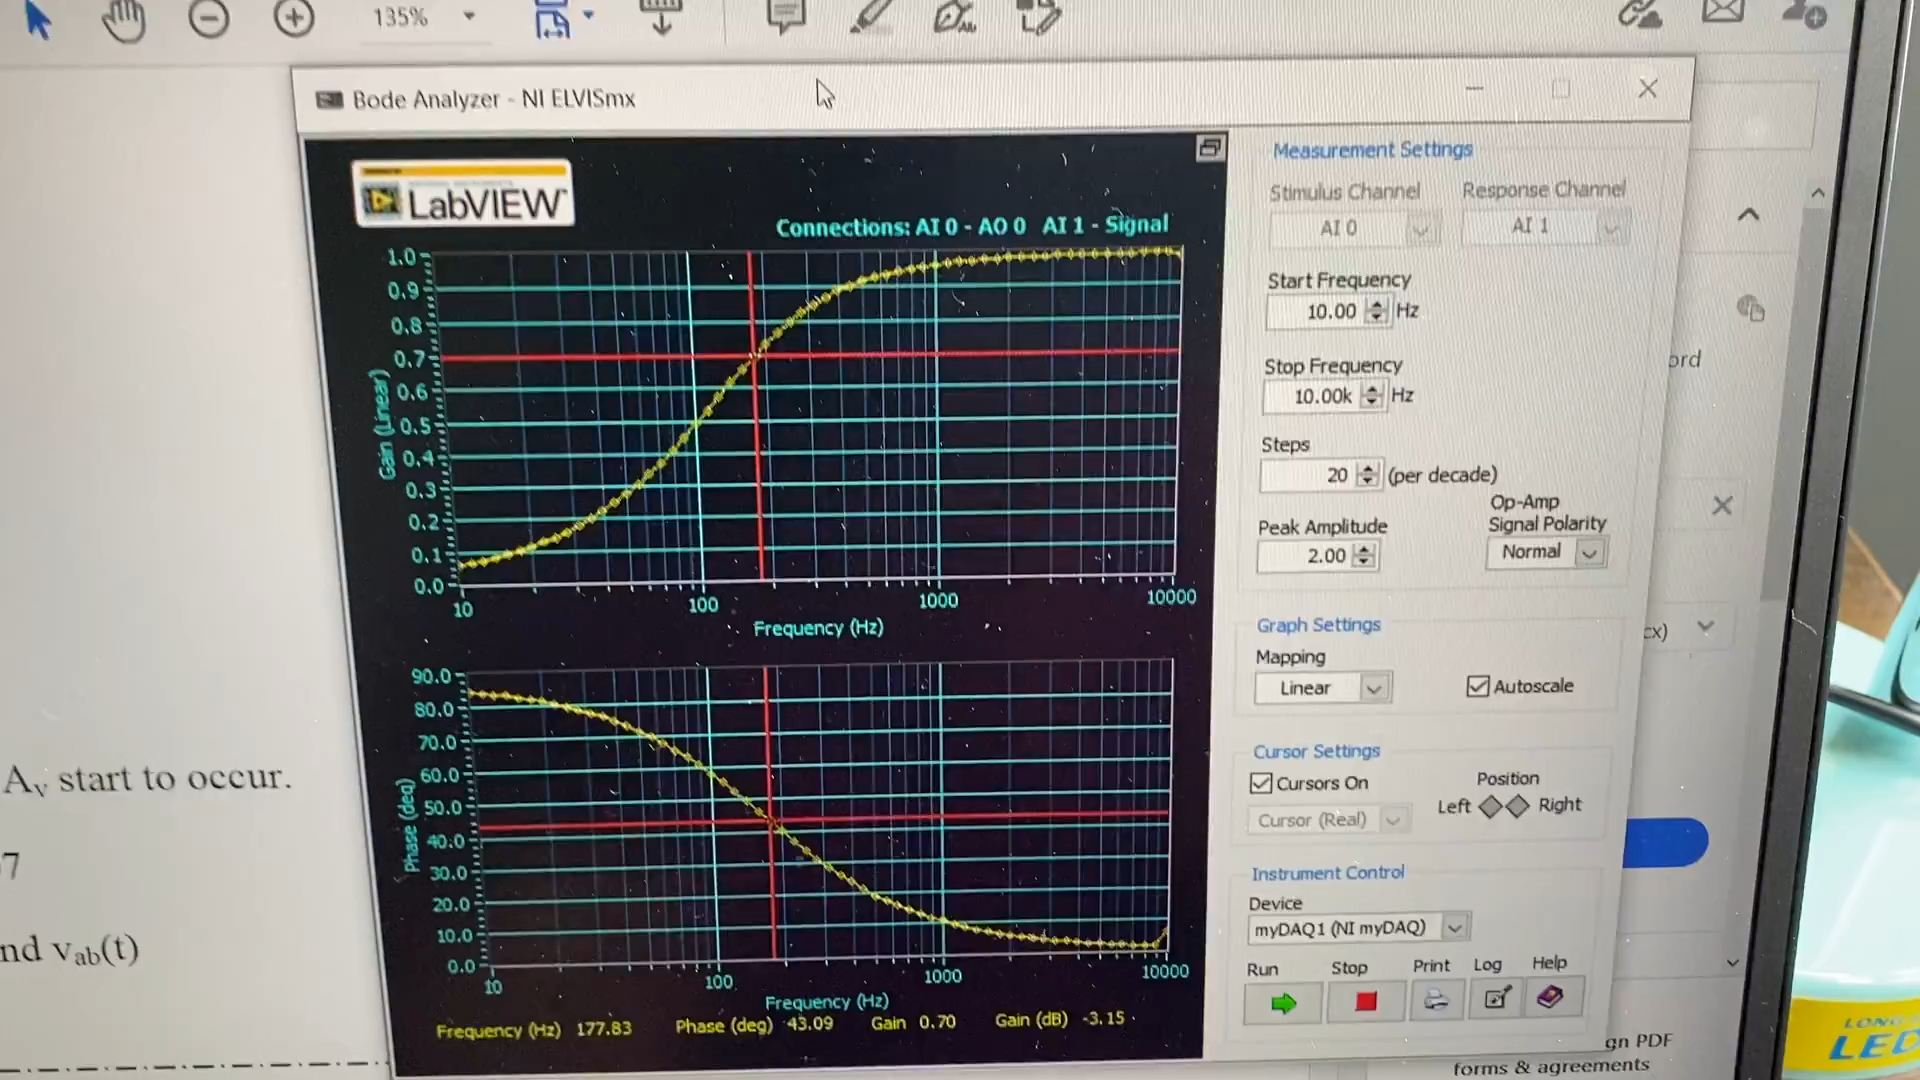 135%
Bode Analyzer - NI ELVISmx
LabVIEW
Connections: AI 0 - AO 0 AI 1 - Signal
1.0
0.9
0.8
0.7
0.6
0.5
0.4
0.3
0.2
0.1
0.0
Gain (Linear)
10
100
1000
10000
Frequency (Hz)
90.0
80.0
70.0
60.0
50.0
40.0
30.0
20.0
10.0
0.0
Phase (deg)
10
100
1000
10000
Frequency (Hz)
Frequency (Hz) 177.83 Phase (deg) 43.09 Gain 0.70 Gain (dB) -3.15
Measurement Settings
Stimulus Channel Response Channel
AI 0 AI 1
Start Frequency
10.00 Hz
Stop Frequency
10.00k Hz
Steps
20 (per decade)
Op-Amp
Signal Polarity
Normal
Peak Amplitude
2.00
Graph Settings
Mapping
Linear
Autoscale
Cursor Settings
Cursors On
Position
Left Right
Cursor (Real)
Instrument Control
Device
myDAQ1 (NI myDAQ)
Run Stop Print Log Help
Av start to occur.
7
nd vab(t)
ord
cx)
gn PDF
forms & agreements
LONG
LED